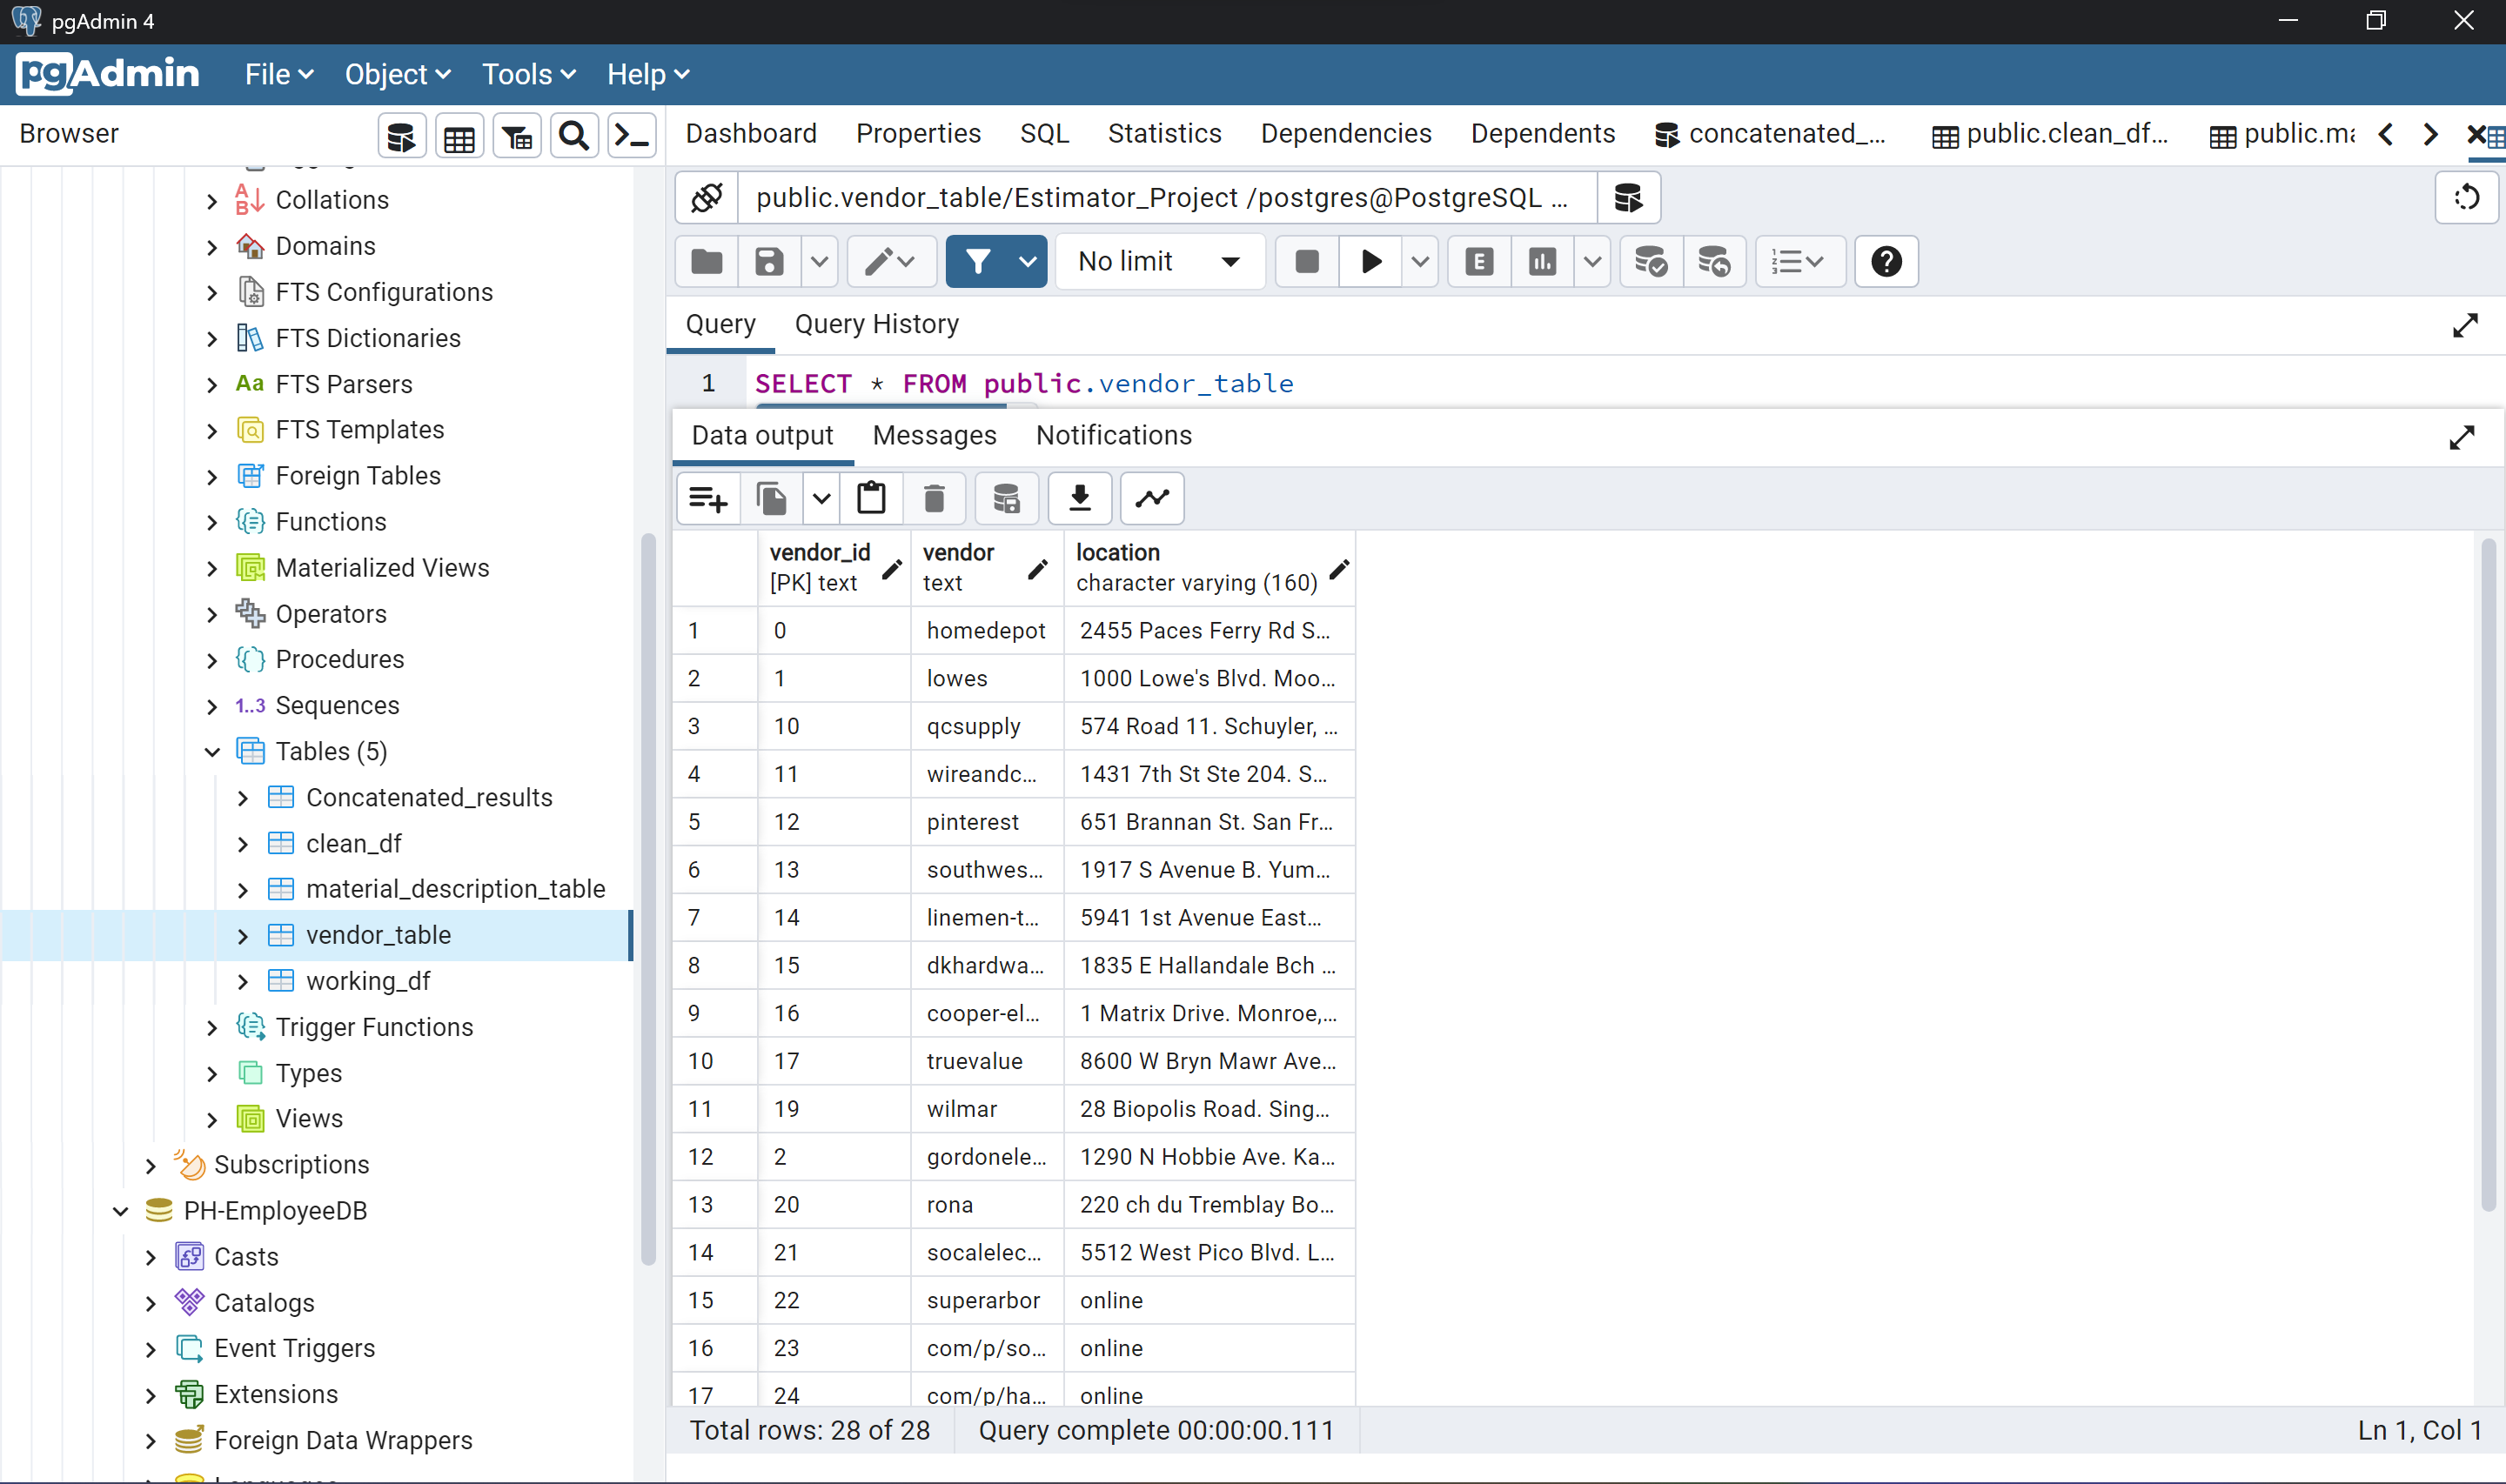 pgAdmin 4
pgAdmin File Object Tools Help
Browser
Dashboard Properties SQL Statistics Dependencies Dependents concatenated_... public.clean_df... public.ma
public.vendor_table/Estimator_Project /postgres@PostgreSQL ...
No limit
E
Query Query History
1 SELECT * FROM public.vendor_table
Data output Messages Notifications
vendor_id vendor location
[PK] text text character varying (160)
1 0 homedepot 2455 Paces Ferry Rd S...
2 1 lowes 1000 Lowe's Blvd. Moo...
3 10 qcsupply 574 Road 11. Schuyler, ...
4 11 wireandc... 1431 7th St Ste 204. S...
5 12 pinterest 651 Brannan St. San Fr...
6 13 southwes... 1917 S Avenue B. Yum...
7 14 linemen-t... 5941 1st Avenue East...
8 15 dkhardwa... 1835 E Hallandale Bch ...
9 16 cooper-el... 1 Matrix Drive. Monroe,...
10 17 truevalue 8600 W Bryn Mawr Ave...
11 19 wilmar 28 Biopolis Road. Sing...
12 2 gordonele... 1290 N Hobbie Ave. Ka...
13 20 rona 220 ch du Tremblay Bo...
14 21 socalelec... 5512 West Pico Blvd. L...
15 22 superarbor online
16 23 com/p/so... online
17 24 com/p/ha... online
Total rows: 28 of 28 Query complete 00:00:00.111 Ln 1, Col 1
Collations
Domains
FTS Configurations
FTS Dictionaries
Aa FTS Parsers
FTS Templates
Foreign Tables
Functions
Materialized Views
Operators
Procedures
1..3 Sequences
Tables (5)
Concatenated_results
clean_df
material_description_table
vendor_table
working_df
Trigger Functions
Types
Views
Subscriptions
PH-EmployeeDB
Casts
Catalogs
Event Triggers
Extensions
Foreign Data Wrappers